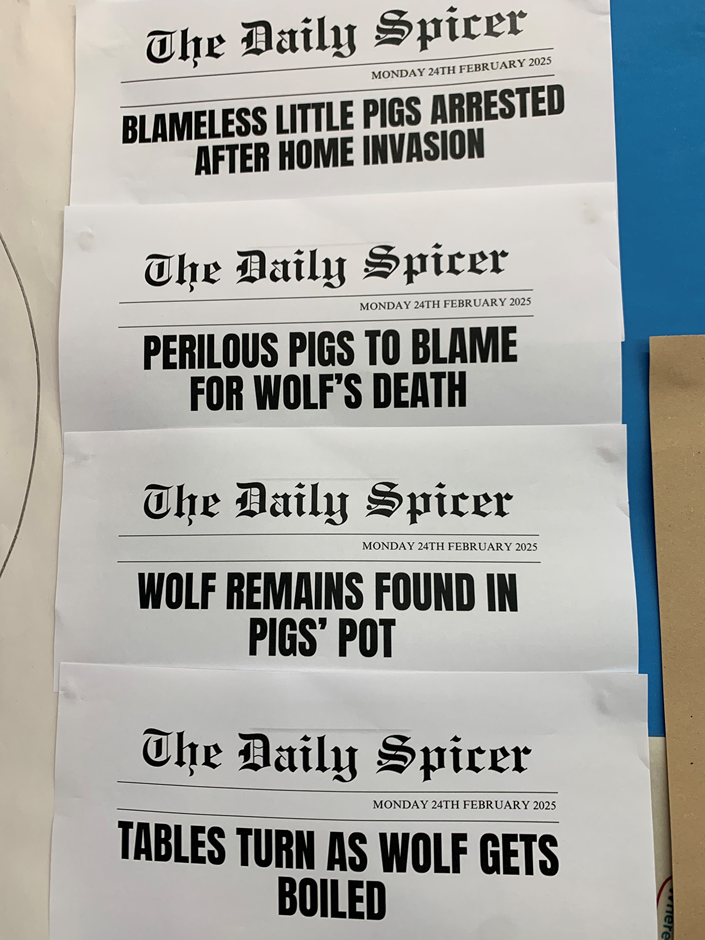 The Daily Spicer
MONDAY 24TH FEBRUARY 2025
BLAMELESS LITTLE PIGS ARRESTED
AFTER HOME INVASION
The Daily Spicer
MONDAY 24TH FEBRUARY 2025
PERILOUS PIGS TO BLAME
FOR WOLF'S DEATH
The Daily Spicer
MONDAY 24TH FEBRUARY 2025
WOLF REMAINS FOUND IN
PIGS' POT
The Daily Spicer
MONDAY 24TH FEBRUARY 2025
TABLES TURN AS WOLF GETS
BOILED
Where